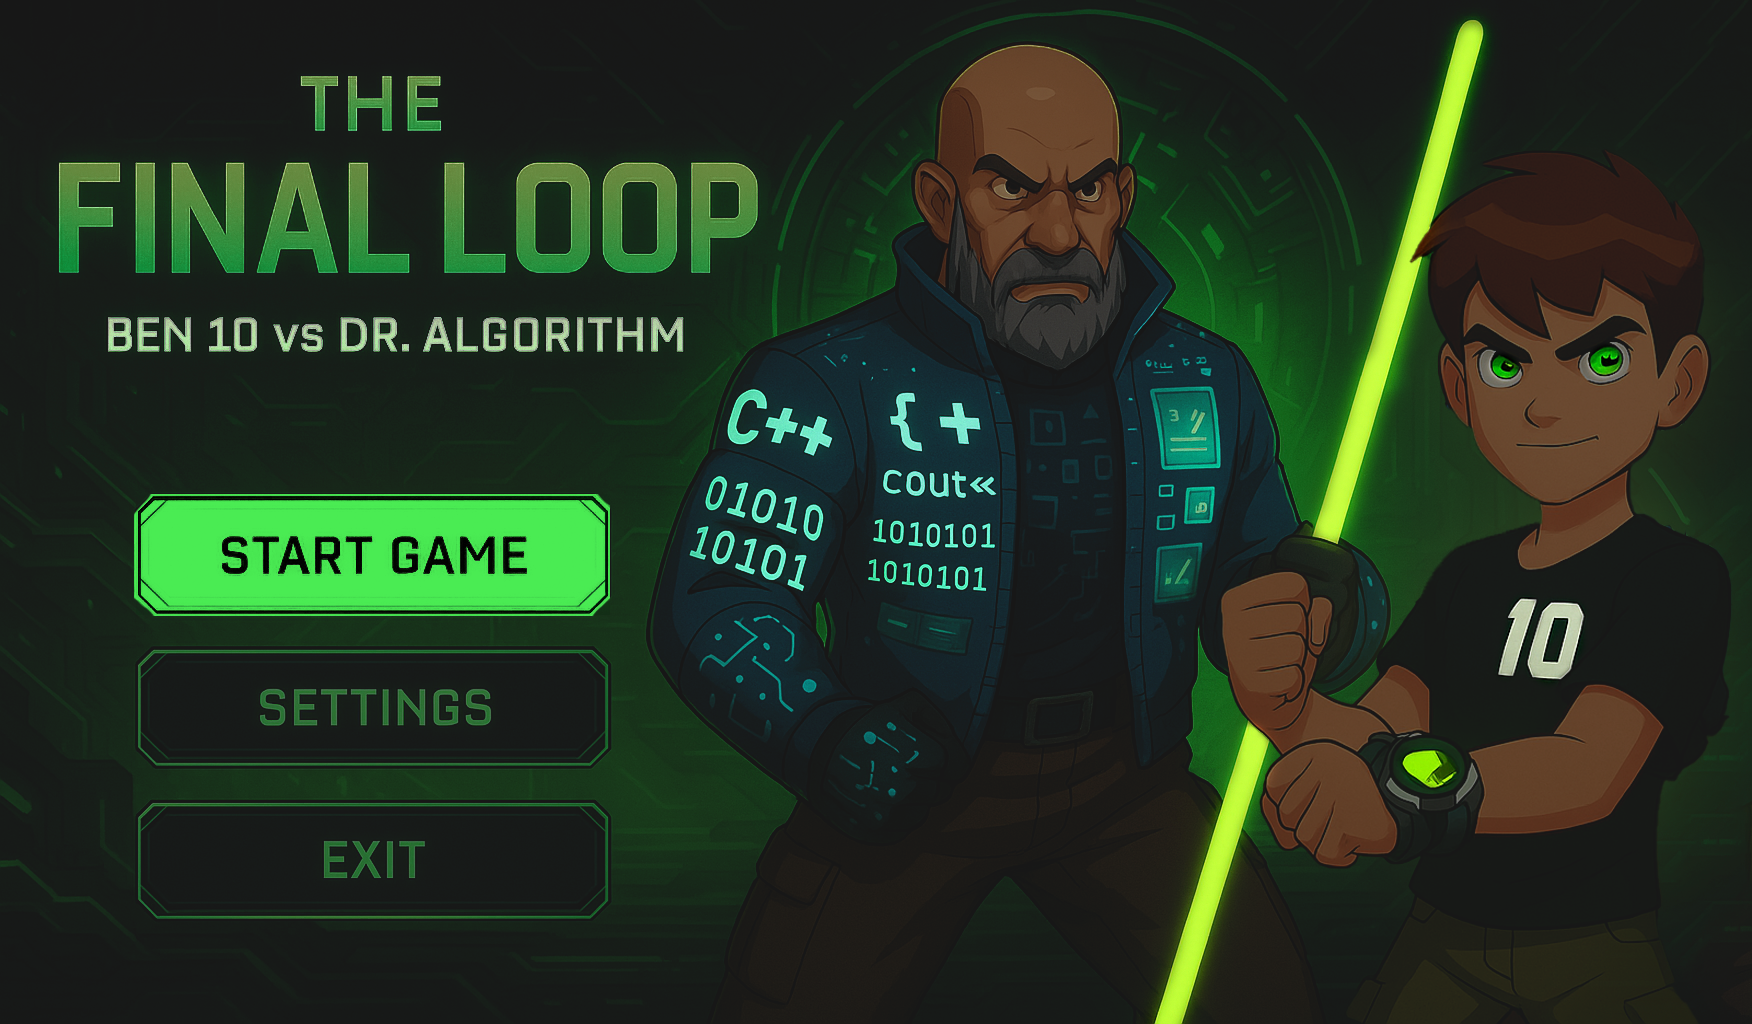 THE
FINAL LOOP
BEN 10 vs DR. ALGORITHM
START GAME
SETTINGS
EXIT
C++
01010
10101
{ +
cout«
1010101
1010101
10